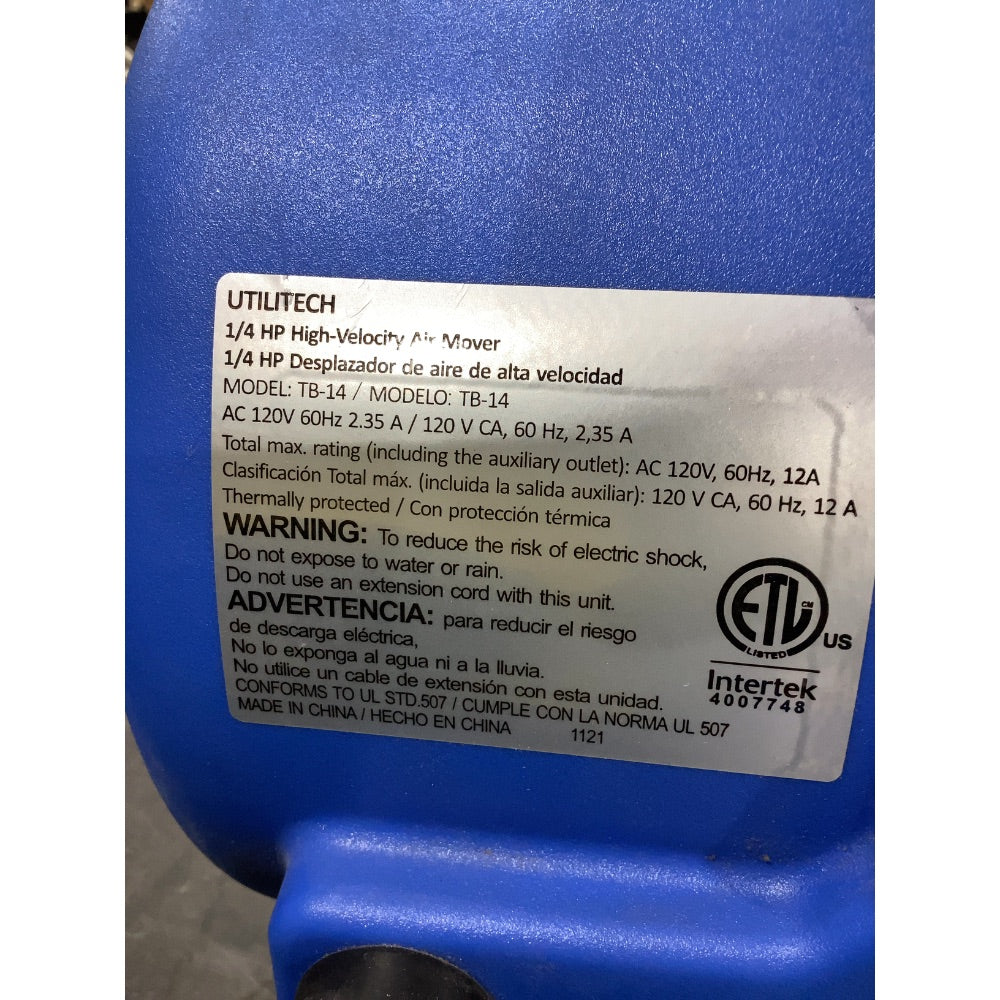 UTILITECH
1/4 HP High-Velocity Air Mover
1/4 HP Desplazador de aire de alta velocidad
MODEL: TB-14 / MODELO: TB-14
AC 120V 60Hz 2.35 A / 120 V CA, 60 Hz, 2,35 A
Total max. rating (including the auxiliary outlet): AC 120V, 60Hz, 12A
Clasificación Total máx. (incluida la salida auxiliar): 120 V CA, 60 Hz, 12 A
Thermally protected / Con protección térmica
WARNING: To reduce the risk of electric shock,
Do not expose to water or rain.
Do not use an extension cord with this unit.
ADVERTENCIA: para reducir el riesgo
de descarga eléctrica,
No lo exponga al agua ni a la lluvia.
No utilice un cable de extensión con esta unidad.
CONFORMS TO UL STD.507 / CUMPLE CON LA NORMA UL 507
MADE IN CHINA / HECHO EN CHINA 1121
ETL CM
LISTED
US
Intertek
4007748